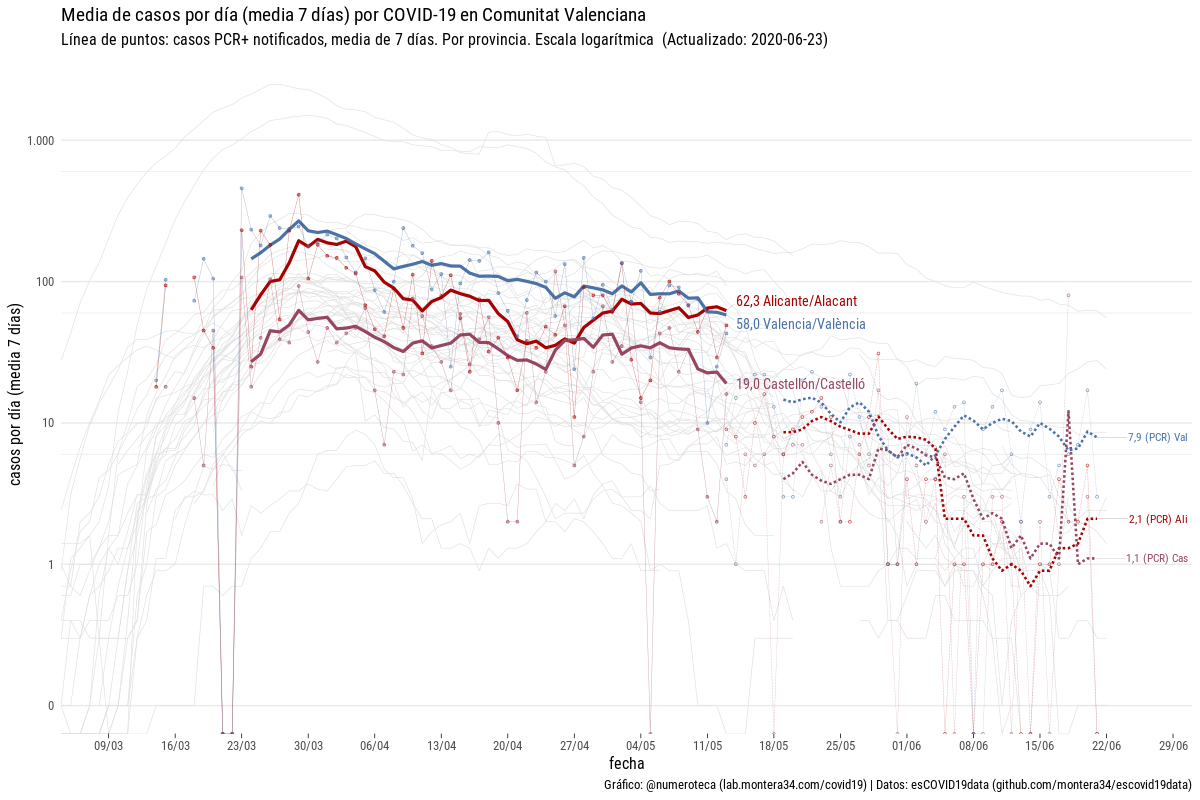 Media de casos por día (media 7 días) por COVID-19 en Comunitat Valenciana
Línea de puntos: casos PCR+ notificados, media de 7 días. Por provincia. Escala logarítmica (Actualizado: 2020-06-23)
casos por día (media 7 días)
1.000
100
10
1
0
62,3 Alicante/Alacant
58,0 Valencia/València
19,0 Castellón/Castelló
7,9 (PCR) Val
2,1 (PCR) Ali
1,1 (PCR) Cas
09/03 16/03 23/03 30/03 06/04 13/04 20/04 27/04 04/05 11/05 18/05 25/05 01/06 08/06 15/06 22/06 29/06
fecha
Gráfico: @numeroteca (lab.montera34.com/covid19) | Datos: esCOVID19data (github.com/montera34/escovid19data)